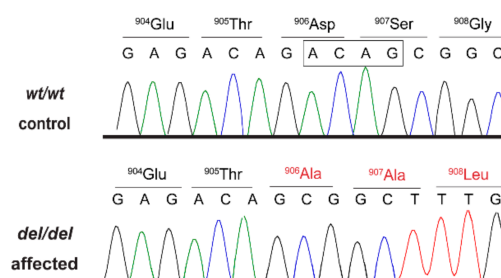 ⁹⁰⁴Glu ⁹⁰⁵Thr ⁹⁰⁶Asp ⁹⁰⁷Ser ⁹⁰⁸Gly
G A G A C A G A C A G C G G C
wt/wt
control
⁹⁰⁴Glu ⁹⁰⁵Thr ⁹⁰⁶Ala ⁹⁰⁷Ala ⁹⁰⁸Leu
G A G A C A G C G G C T T T G
del/del
affected